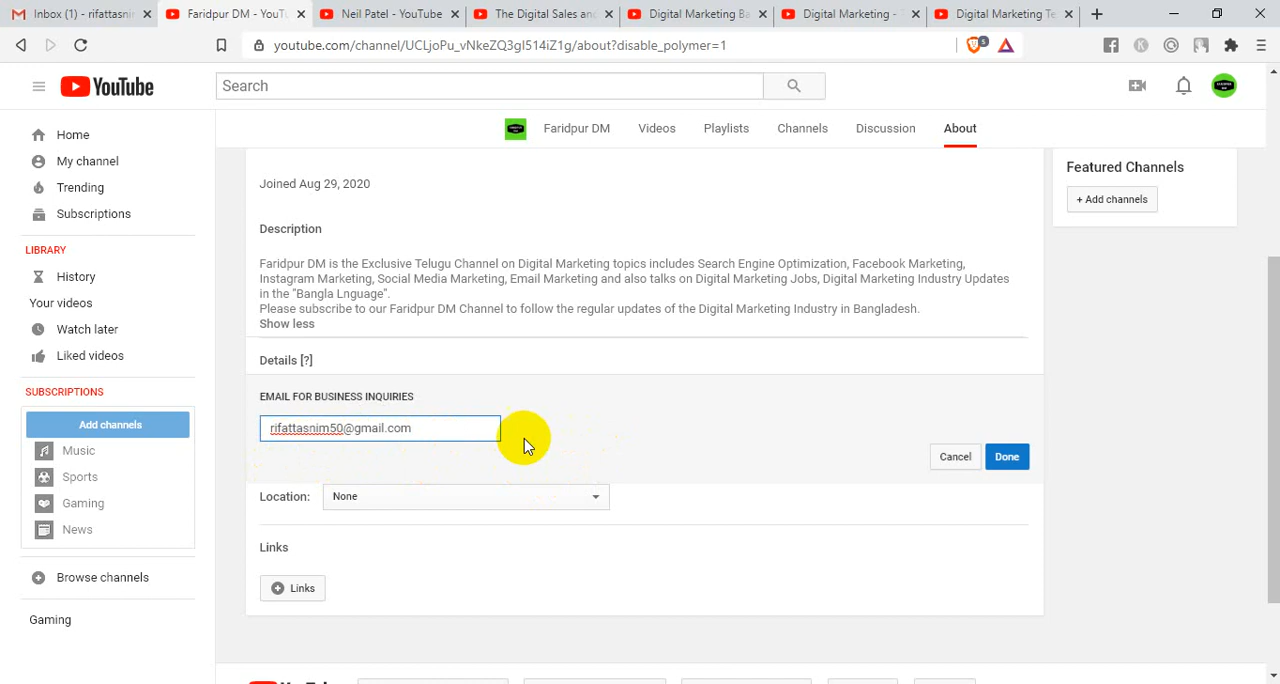 Inbox (1) - rifattasnim
Faridpur DM - YouTu
Neil Patel - YouTube
The Digital Sales and
Digital Marketing Ba
Digital Marketing -
Digital Marketing Te
youtube.com/channel/UCLjoPu_vNkeZQ3gI514iZ1g/about?disable_polymer=1
5
YouTube
Search
Home
My channel
Trending
Subscriptions
LIBRARY
History
Your videos
Watch later
Liked videos
SUBSCRIPTIONS
Add channels
Music
Sports
Gaming
News
Browse channels
Gaming
Faridpur DM
Videos
Playlists
Channels
Discussion
About
Joined Aug 29, 2020
Description
Faridpur DM is the Exclusive Telugu Channel on Digital Marketing topics includes Search Engine Optimization, Facebook Marketing,
Instagram Marketing, Social Media Marketing, Email Marketing and also talks on Digital Marketing Jobs, Digital Marketing Industry Updates
in the "Bangla Lnguage".
Please subscribe to our Faridpur DM Channel to follow the regular updates of the Digital Marketing Industry in Bangladesh.
Show less
Details [?]
EMAIL FOR BUSINESS INQUIRIES
rifattasnim50@gmail.com
Cancel
Done
Location:
None
Links
Links
Featured Channels
+ Add channels